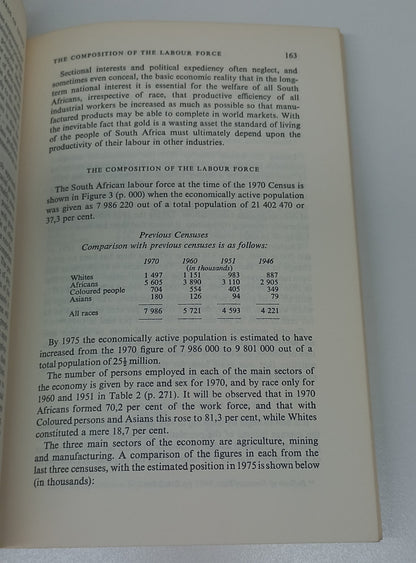 THE COMPOSITION OF THE LABOUR FORCE 163
Sectional interests and political expediency often neglect, and
sometimes even conceal, the basic economic reality that in the long-
term national interest it is essential for the welfare of all South
Africans, irrespective of race, that productive efficiency of all
industrial workers be increased as much as possible so that manu-
factured products may be able to complete in world markets. With
the inevitable fact that gold is a wasting asset the standard of living
of the people of South Africa must ultimately depend upon the
productivity of their labour in other industries.
THE COMPOSITION OF THE LABOUR FORCE
The South African labour force at the time of the 1970 Census is
shown in Figure 3 (p. 000) when the economically active population
was given as 7 986 220 out of a total population of 21 402 470 or
37,3 per cent.
Previous Censuses
Comparison with previous censuses is as follows:
1970 1960 1951 1946
(in thousands)
Whites 1 497 1 151 983 887
Africans 5 605 3 890 3 110 2 905
Coloured people 704 554 405 349
Asians 180 126 94 79
All races 7 986 5 721 4 593 4 221
By 1975 the economically active population is estimated to have
increased from the 1970 figure of 7 986 000 to 9 801 000 out of a
total population of 25½ million.
The number of persons employed in each of the main sectors of
the economy is given by race and sex for 1970, and by race only for
1960 and 1951 in Table 2 (p. 271). It will be observed that in 1970
Africans formed 70,2 per cent of the work force, and that with
Coloured persons and Asians this rose to 81,3 per cent, while Whites
constituted a mere 18,7 per cent.
The three main sectors of the economy are agriculture, mining
and manufacturing. A comparison of the figures in each from the
last three censuses, with the estimated position in 1975 is shown below
(in thousands):